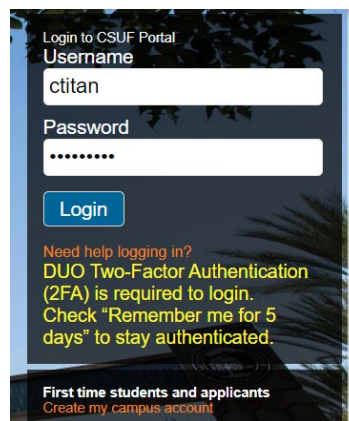 Login to CSUF Portal
Username
ctitan
Password
•••••••••
Login
Need help logging in?
DUO Two-Factor Authentication
(2FA) is required to login.
Check “Remember me for 5
days” to stay authenticated.
First time students and applicants
Create my campus account